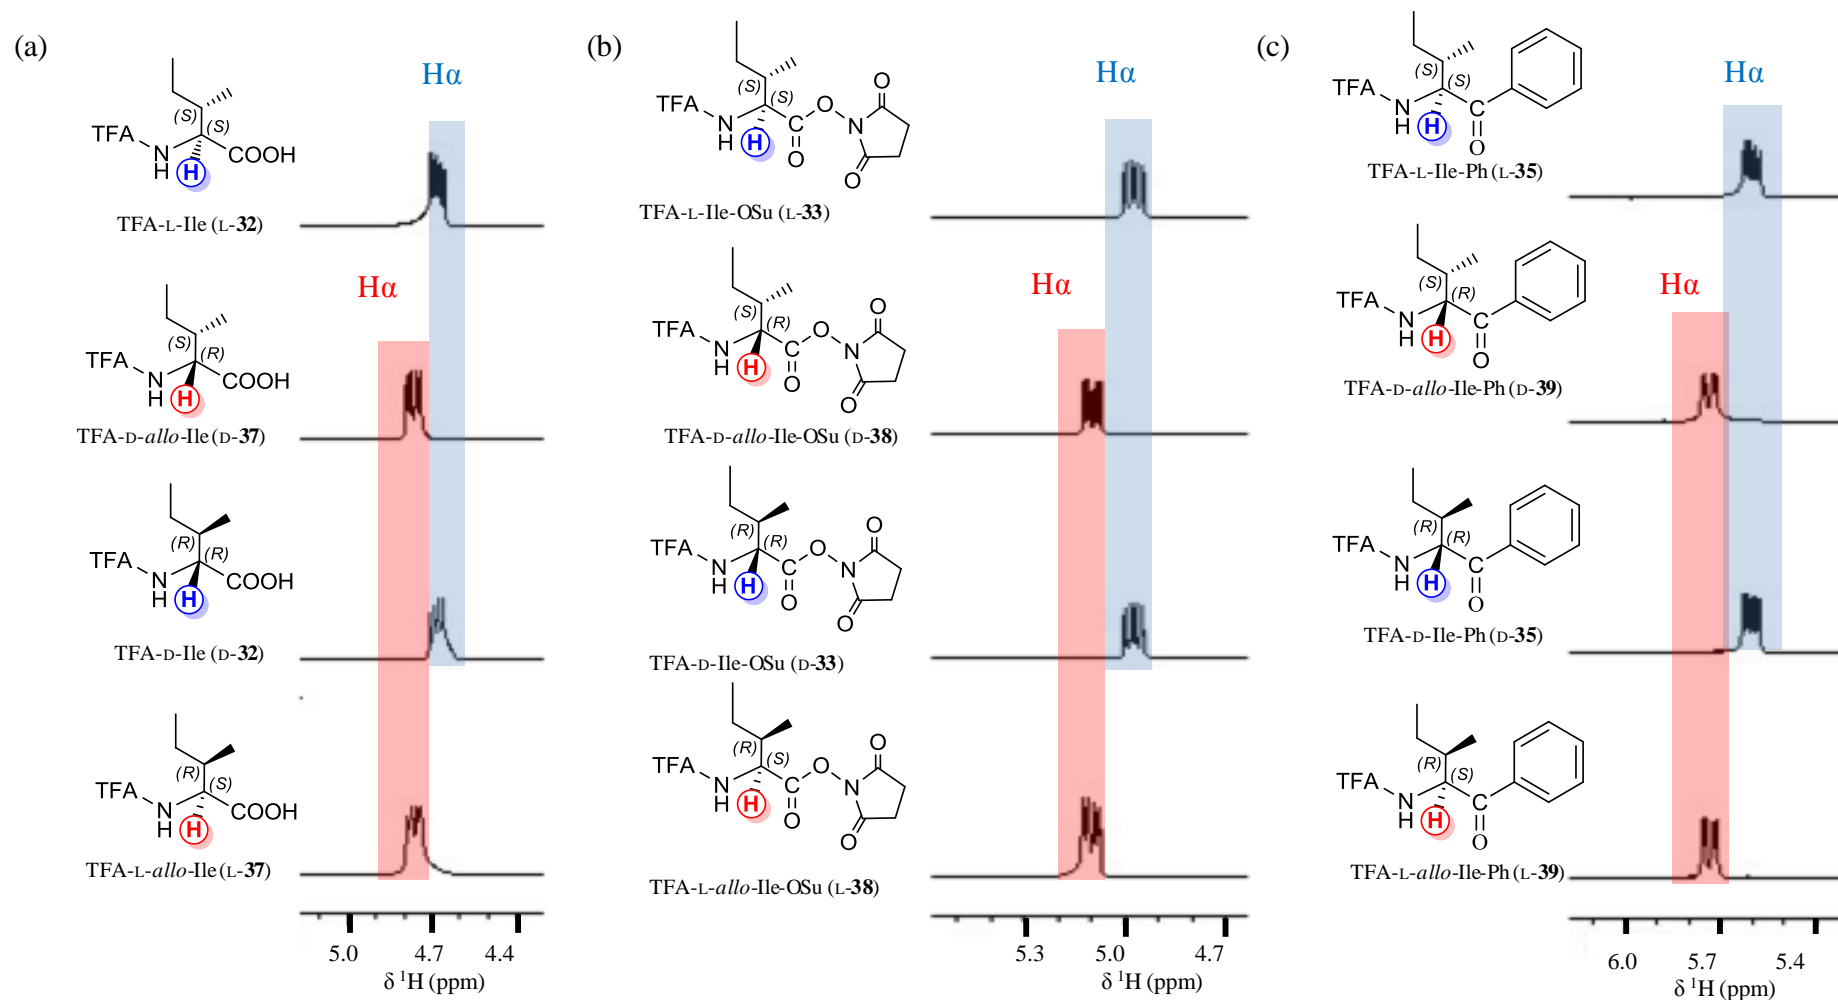 (a)
Hα
(S)
(S)
TFA
N
H
H
COOH
TFA-L-Ile (L-32)
Hα
(S)
(R)
TFA
N
H
H
COOH
TFA-D-allo-Ile (D-37)
(R)
(R)
TFA
N
H
H
COOH
TFA-D-Ile (D-32)
(R)
(S)
TFA
N
H
H
COOH
TFA-L-allo-Ile (L-37)
5.0 4.7 4.4
δ ¹H (ppm)
(b)
Hα
(S)
(S)
TFA
N
H
H
C
O
O
N
O
O
TFA-L-Ile-OSu (L-33)
Hα
(S)
(R)
TFA
N
H
H
C
O
O
N
O
O
TFA-D-allo-Ile-OSu (D-38)
(R)
(R)
TFA
N
H
H
C
O
O
N
O
O
TFA-D-Ile-OSu (D-33)
(R)
(S)
TFA
N
H
H
C
O
O
N
O
O
TFA-L-allo-Ile-OSu (L-38)
5.3 5.0 4.7
δ ¹H (ppm)
(c)
Hα
(S)
(S)
TFA
N
H
H
C
O
TFA-L-Ile-Ph (L-35)
Hα
(S)
(R)
TFA
N
H
H
C
O
TFA-D-allo-Ile-Ph (D-39)
(R)
(R)
TFA
N
H
H
C
O
TFA-D-Ile-Ph (D-35)
(R)
(S)
TFA
N
H
H
C
O
TFA-L-allo-Ile-Ph (L-39)
6.0 5.7 5.4
δ ¹H (ppm)